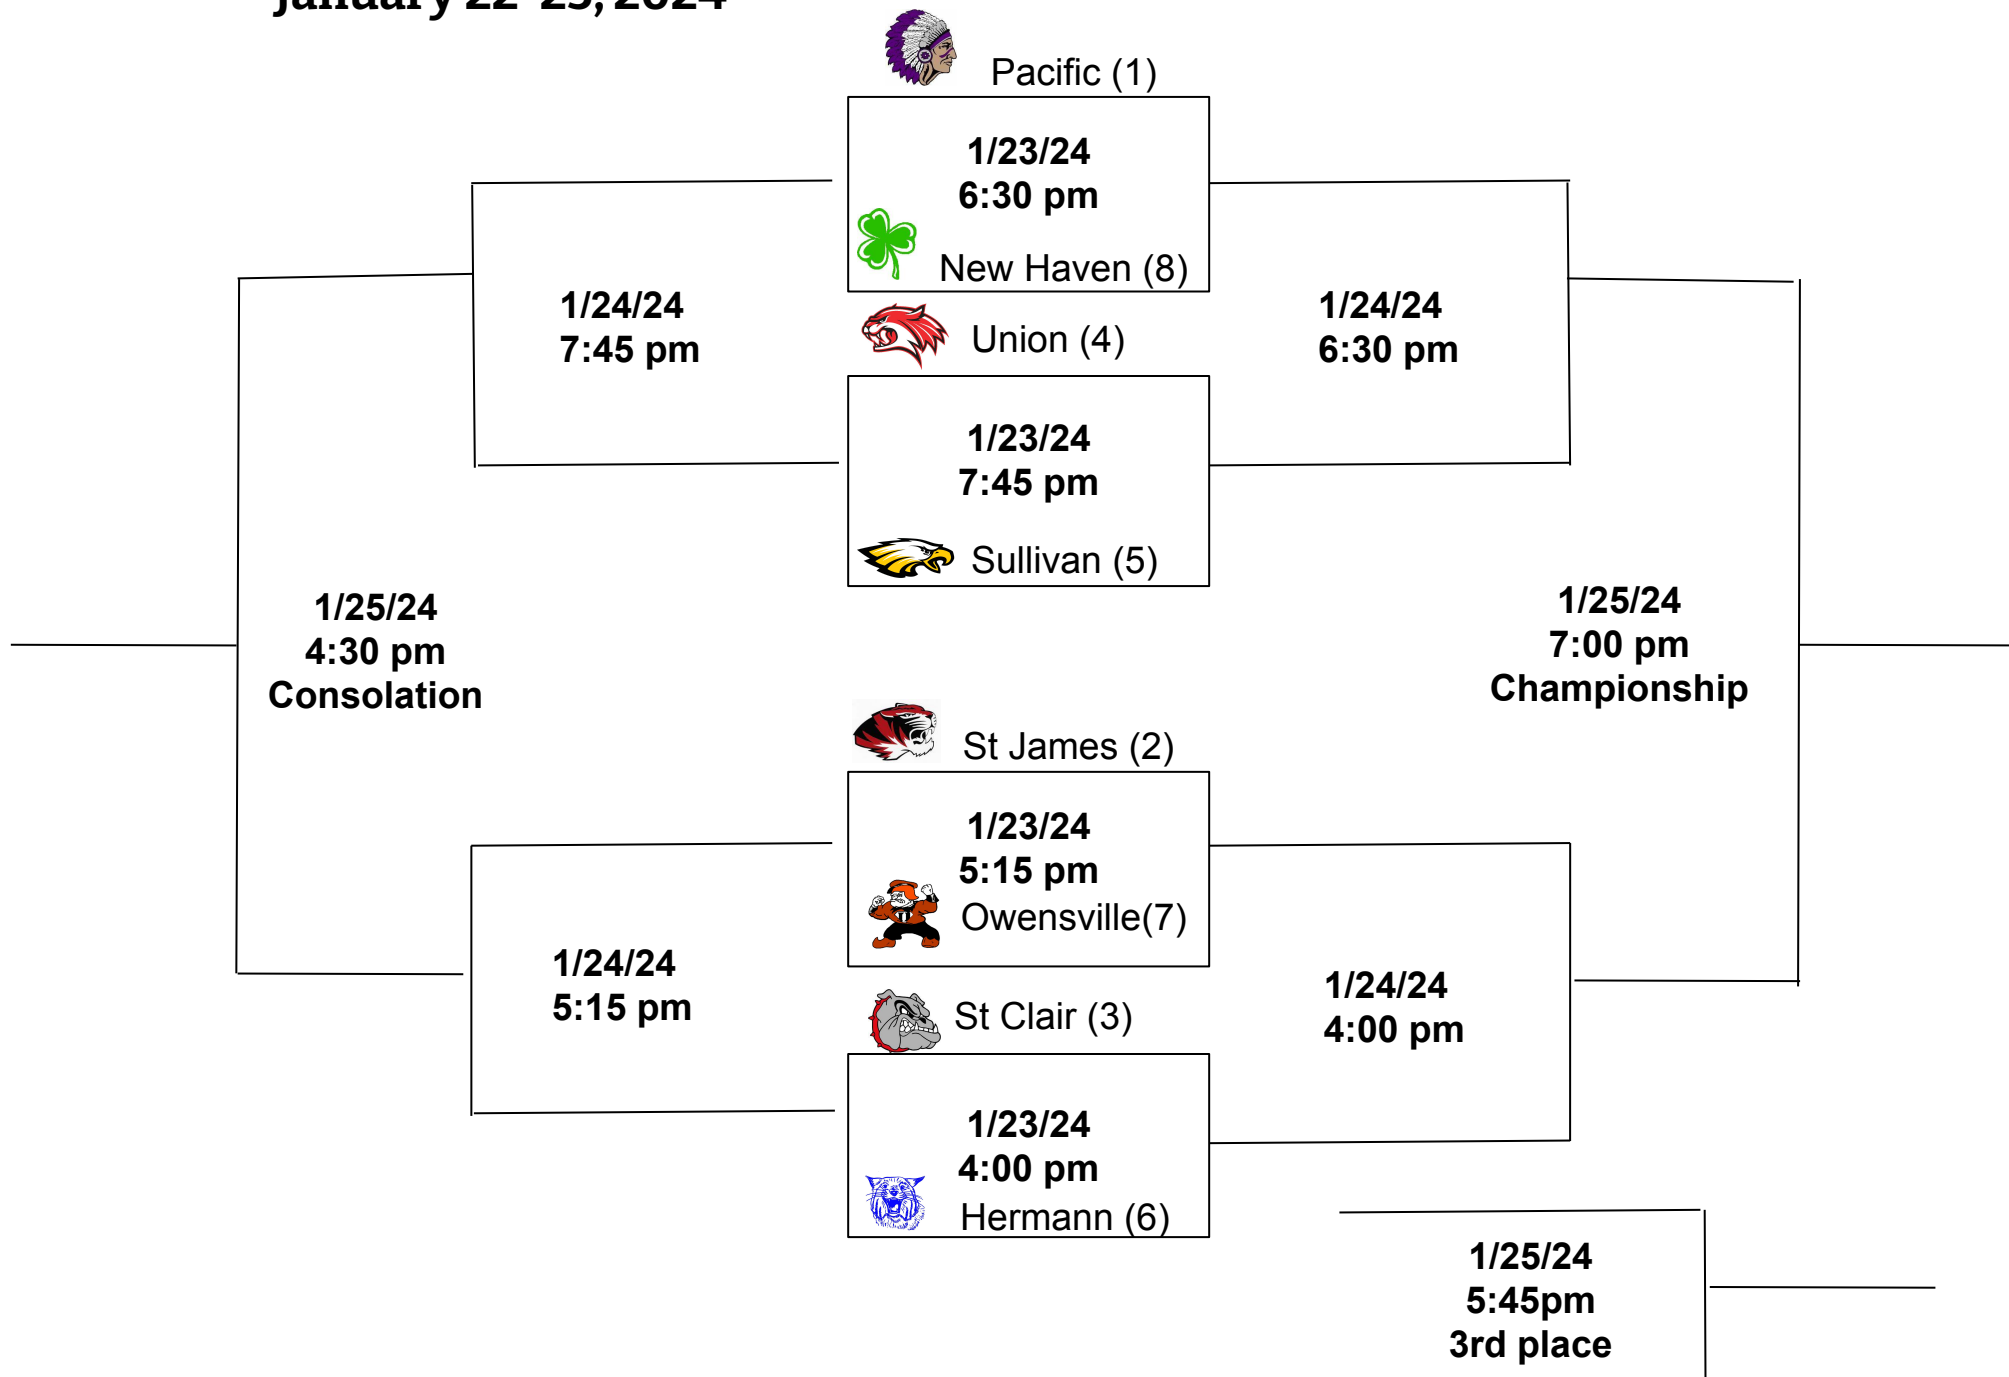 January 22-25, 2024
Pacific (1)
1/23/24
6:30 pm
New Haven (8)
1/24/24
7:45 pm
Union (4)
1/24/24
6:30 pm
1/23/24
7:45 pm
Sullivan (5)
1/25/24
4:30 pm
Consolation
1/25/24
7:00 pm
Championship
St James (2)
1/23/24
5:15 pm
Owensville(7)
1/24/24
5:15 pm
St Clair (3)
1/24/24
4:00 pm
1/23/24
4:00 pm
Hermann (6)
1/25/24
5:45pm
3rd place